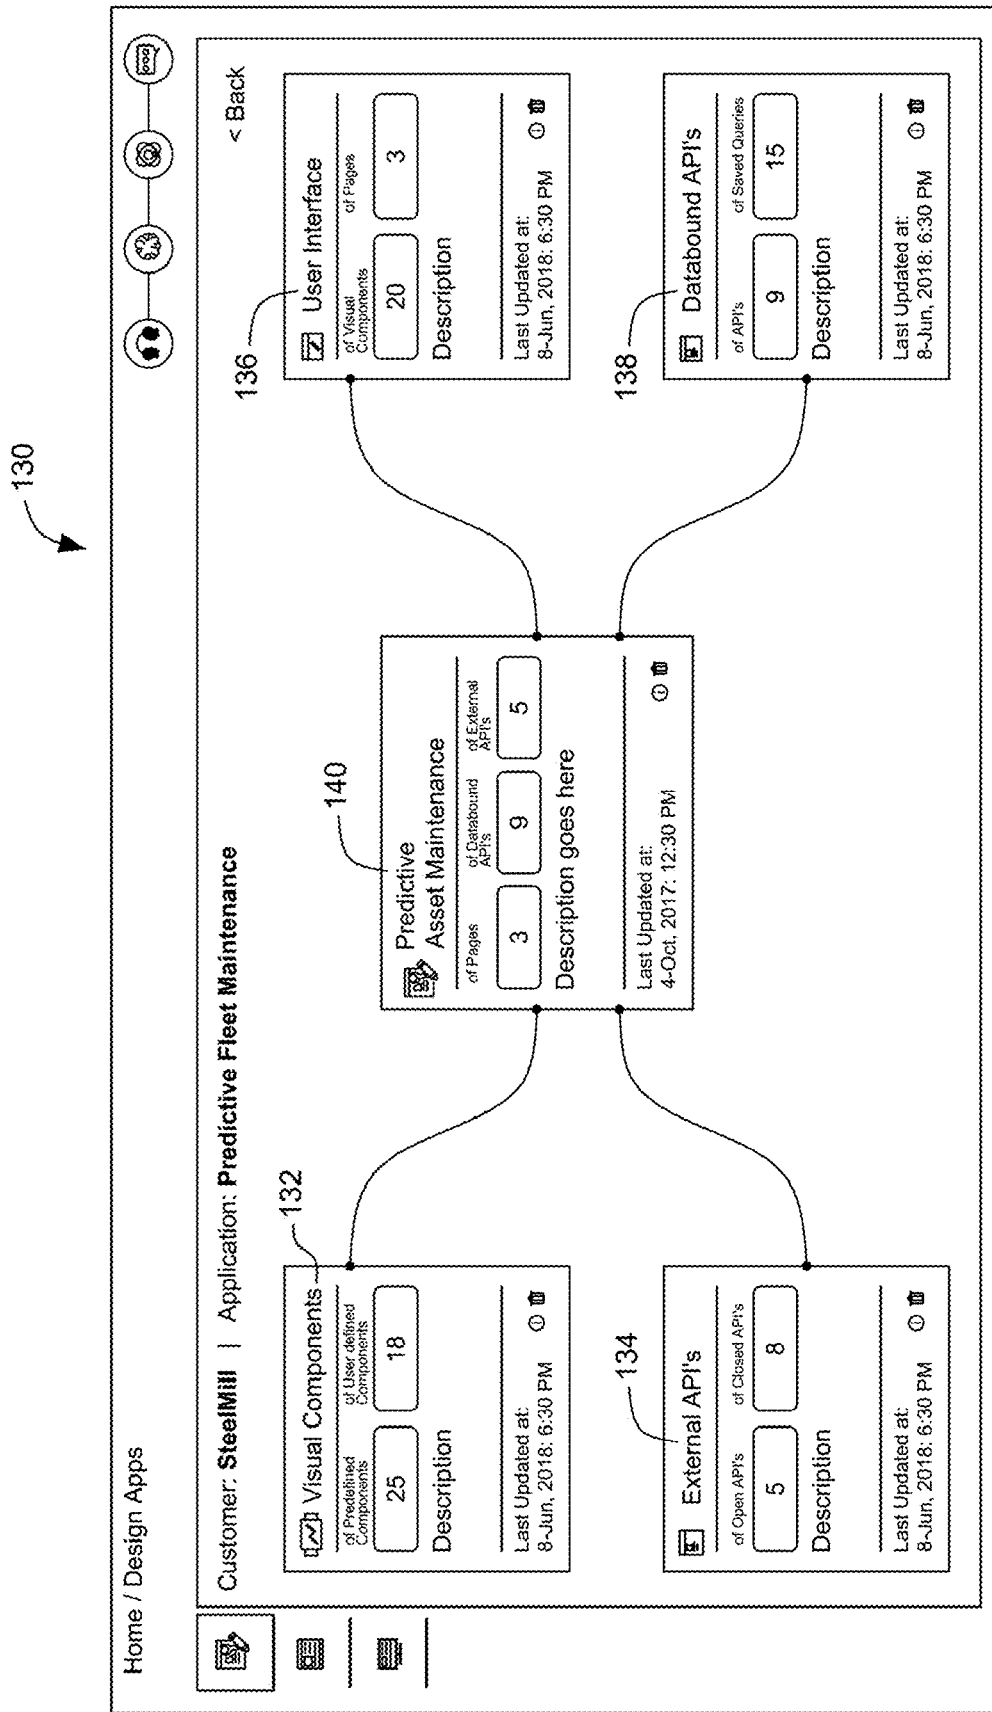 130
Home / Design Apps
Customer: SteelMill | Application: Predictive Fleet Maintenance
< Back
132
Visual Components
of Predefined
Components
of User defined
Components
25
18
Description
Last Updated at:
8-Jun, 2018: 6:30 PM
134
External API's
of Open API's
of Closed API's
5
8
Description
Last Updated at:
8-Jun, 2018: 6:30 PM
140
Predictive
Asset Maintenance
of Pages
of Databound
API's
of External
API's
3
9
5
Description goes here
Last Updated at:
4-Oct, 2017: 12:30 PM
136
User Interface
of Visual
Components
of Pages
20
3
Description
Last Updated at:
8-Jun, 2018: 6:30 PM
138
Databound API's
of API's
of Saved Queries
9
15
Description
Last Updated at:
8-Jun, 2018: 6:30 PM